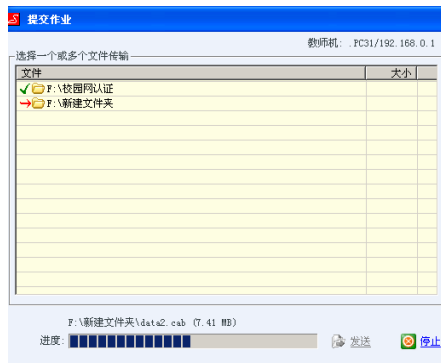 提交作业
教师机: .PC31/192.168.0.1
选择一个或多个文件传输
文件 大小
F:\校园网认证
F:\新建文件夹
F:\新建文件夹\data2.cab (7.41 MB)
进度: 发送 停止